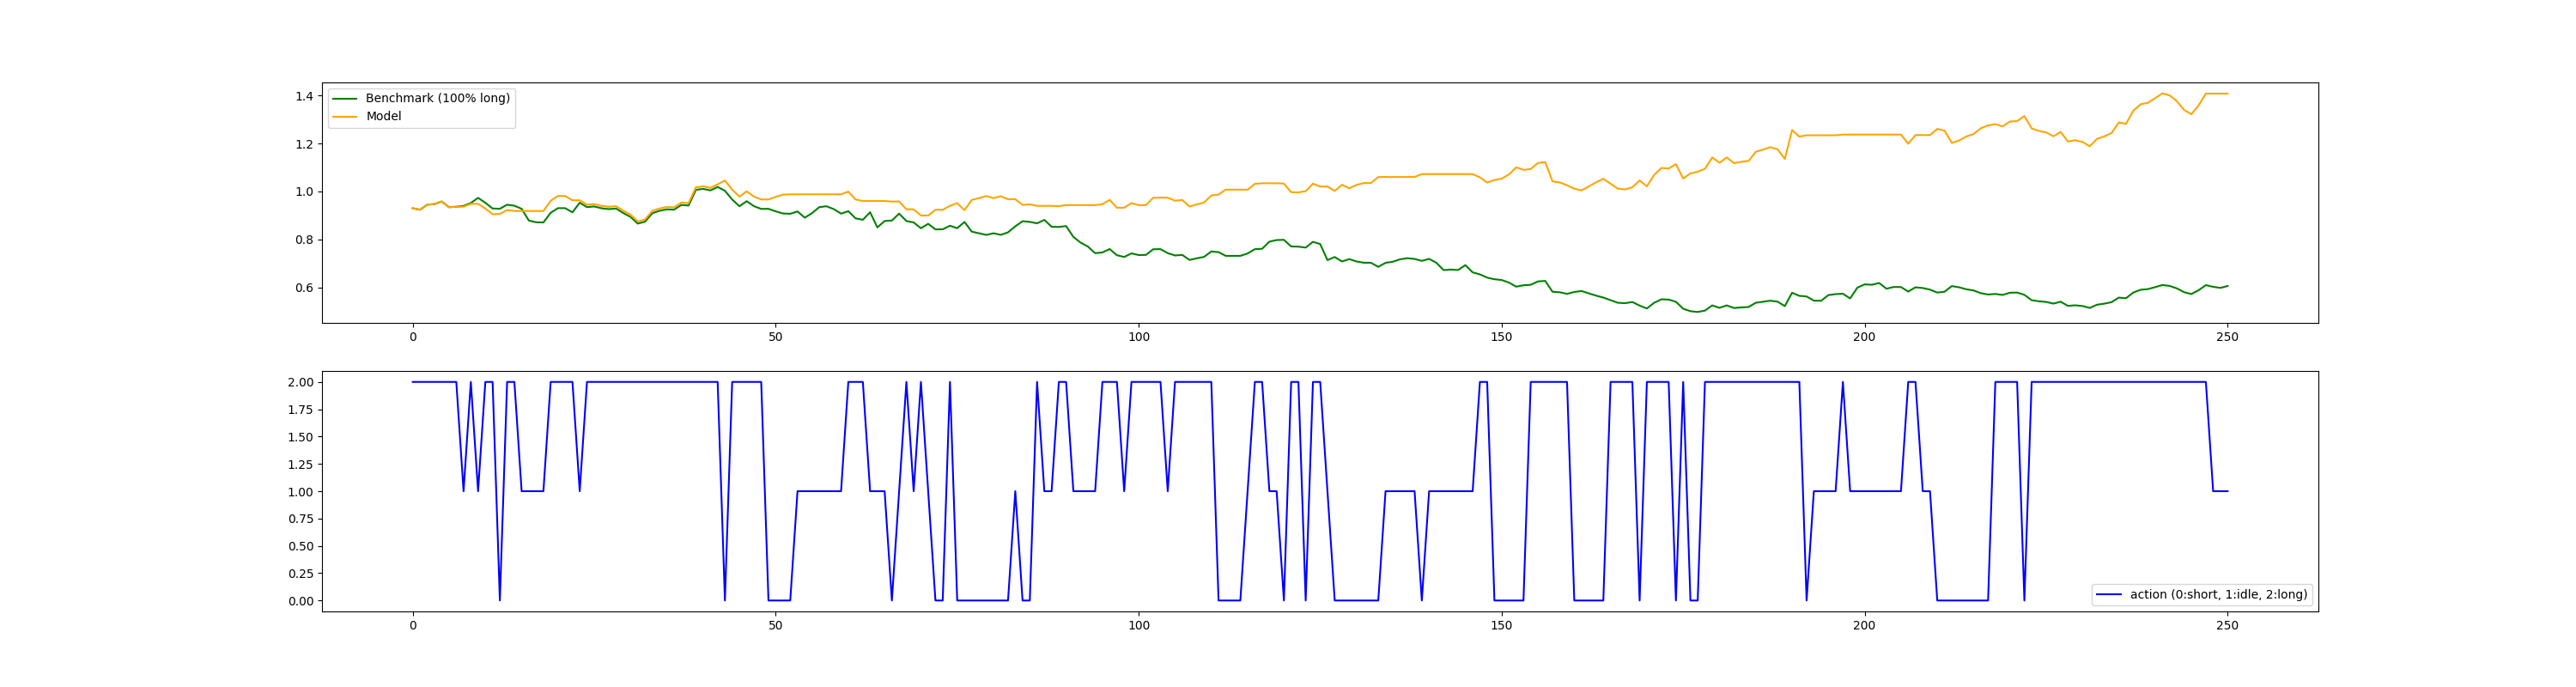 1.4
1.2
1.0
0.8
0.6
Benchmark (100% long)
Model
0 50 100 150 200 250
2.00
1.75
1.50
1.25
1.00
0.75
0.50
0.25
0.00
action (0:short, 1:idle, 2:long)
0 50 100 150 200 250